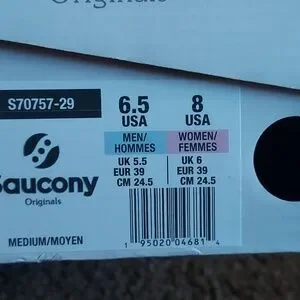 Originals
S70757-29
6.5
USA
8
USA
MEN/
HOMMES
WOMEN/
FEMMES
UK 5.5
EUR 39
CM 24.5
UK 6
EUR 39
CM 24.5
Saucony
Originals
MEDIUM/MOYEN
1 95020 04681 4